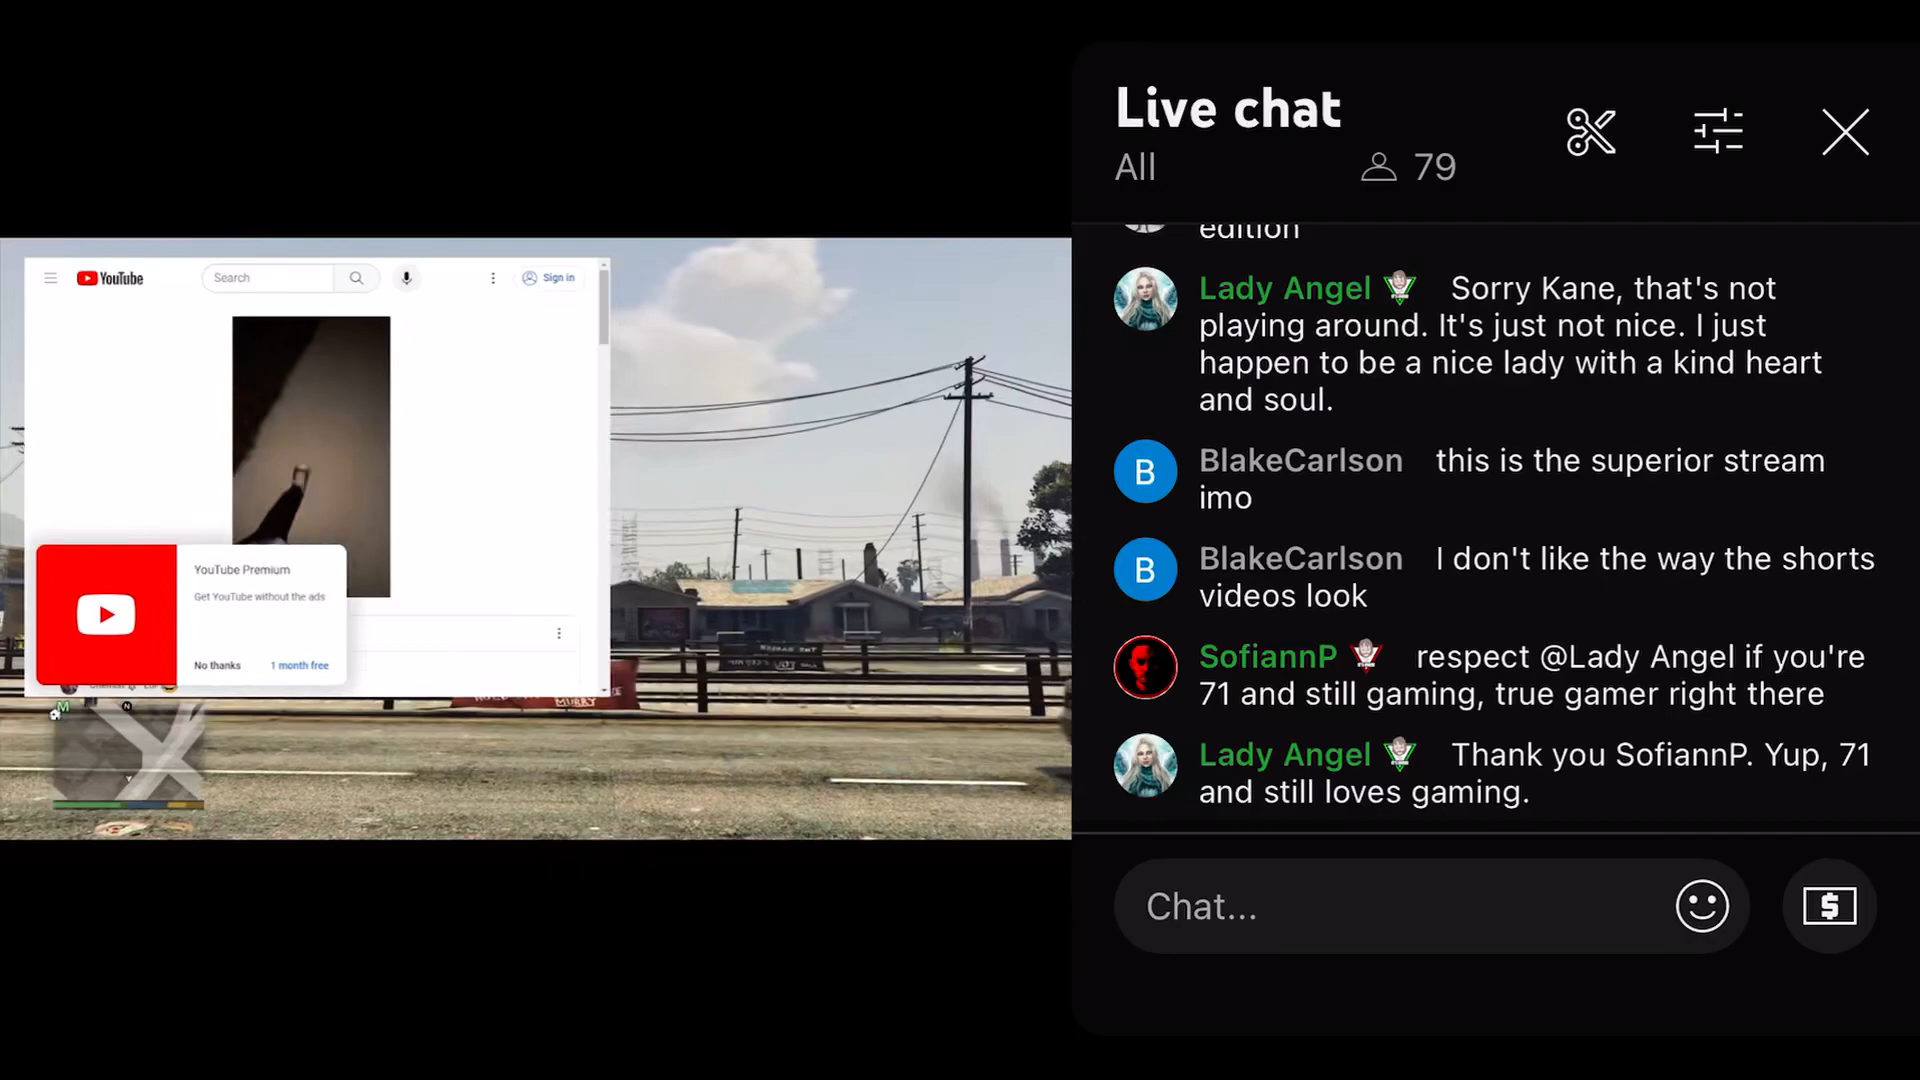 YouTube
Search
Sign in
YouTube Premium
Get YouTube without the ads
No thanks
1 month free
M
N
Live chat
All
79
edition
Lady Angel Sorry Kane, that's not
playing around. It's just not nice. I just
happen to be a nice lady with a kind heart
and soul.
B
BlakeCarlson this is the superior stream
imo
B
BlakeCarlson I don't like the way the shorts
videos look
SofiannP respect @Lady Angel if you're
71 and still gaming, true gamer right there
Lady Angel Thank you SofiannP. Yup, 71
and still loves gaming.
Chat...
$